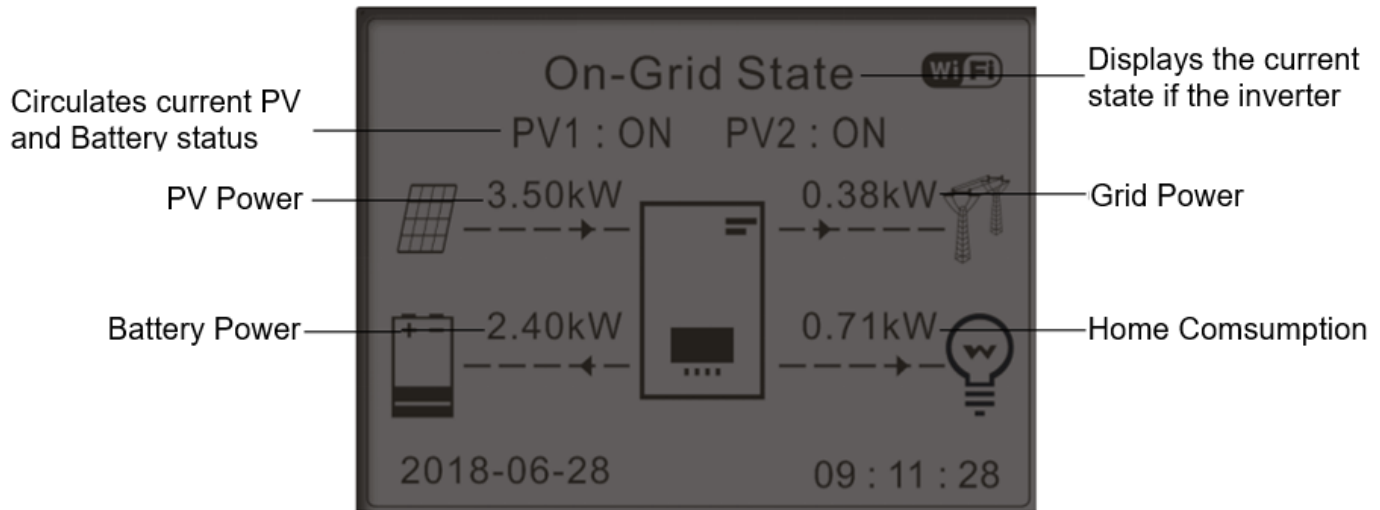 On-Grid State
WiFi
Displays the current
state if the inverter
Circulates current PV
and Battery status
PV1 : ON PV2 : ON
PV Power
3.50kW
0.38kW
Grid Power
Battery Power
+ -
2.40kW
0.71kW
Home Comsumption
2018-06-28
09 : 11 : 28